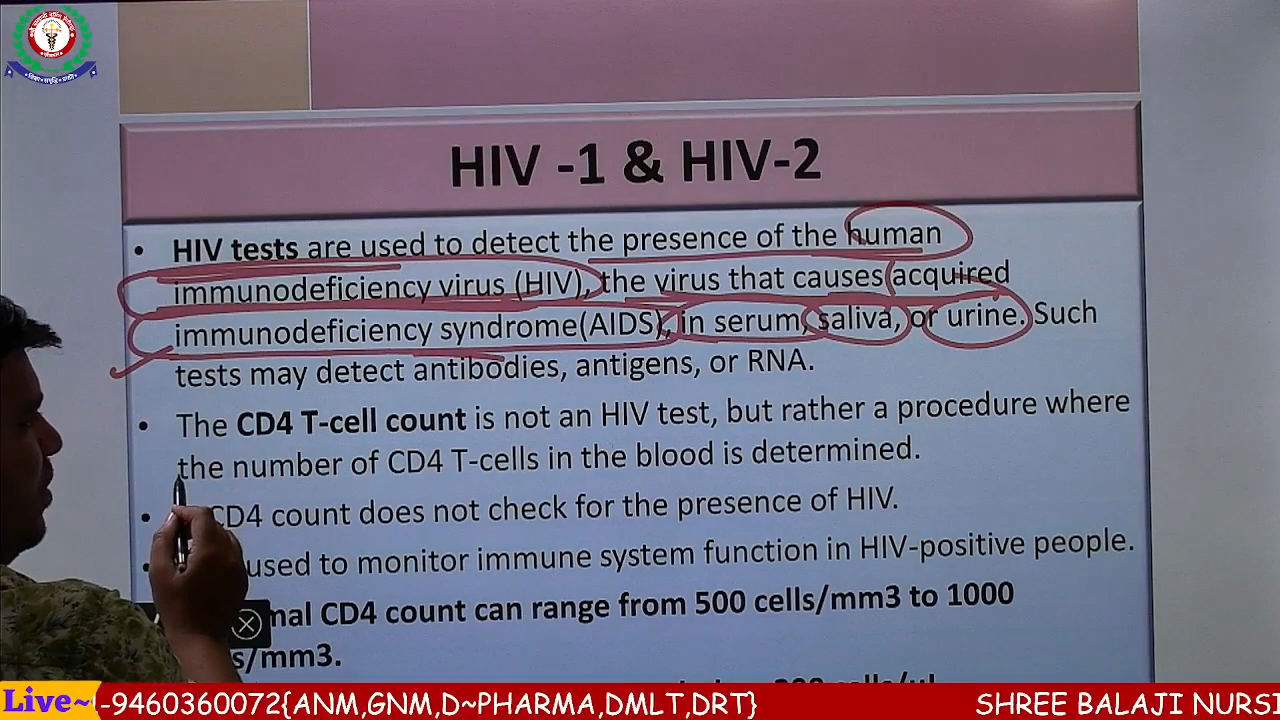 HIV -1 & HIV-2
• HIV tests are used to detect the presence of the human
immunodeficiency virus (HIV), the virus that causes acquired
immunodeficiency syndrome(AIDS), in serum, saliva, or urine. Such
tests may detect antibodies, antigens, or RNA.
• The CD4 T-cell count is not an HIV test, but rather a procedure where
the number of CD4 T-cells in the blood is determined.
• CD4 count does not check for the presence of HIV.
• used to monitor immune system function in HIV-positive people.
CD4 count can range from 500 cells/mm3 to 1000
/mm3.
Live~ -9460360072{ANM,GNM,D~PHARMA,DMLT,DRT} SHREE BALAJI NURSI